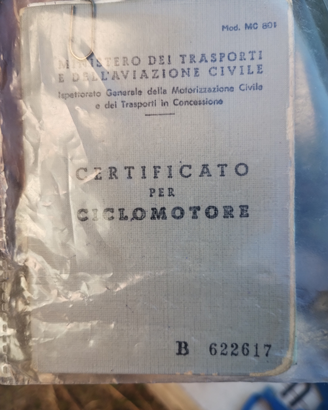 Mod. MC 801
MINISTERO DEI TRASPORTI
E DELL'AVIAZIONE CIVILE
Ispettorato Generale della Motorizzazione Civile
e dei Trasporti in Concessione
CERTIFICATO
PER
CICLOMOTORE
B 622617